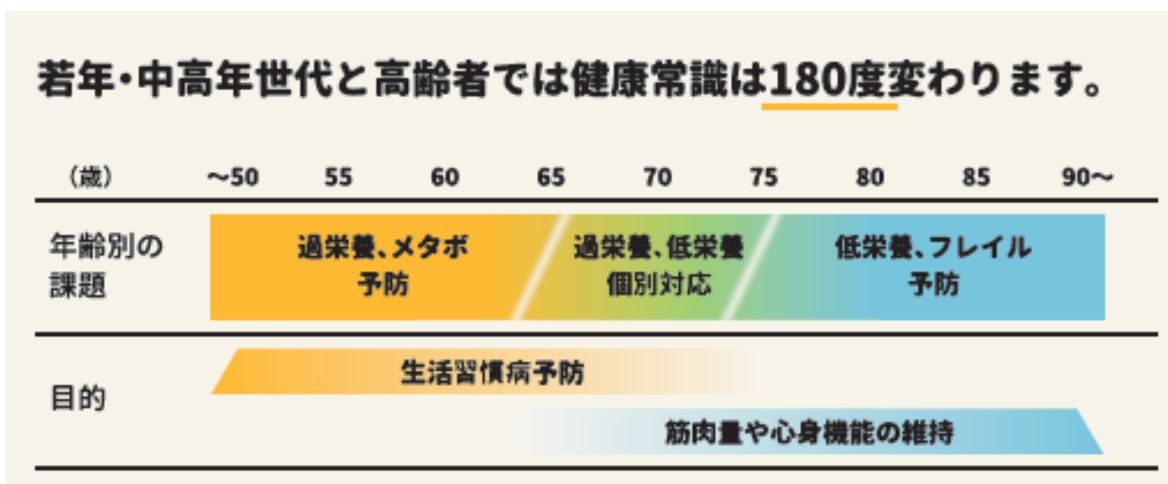 若年・中高年世代と高齢者では健康常識は180度変わります。
(歳) ～50 55 60 65 70 75 80 85 90～
年齢別の
課題
過栄養、メタボ
予防
過栄養、低栄養
個別対応
低栄養、フレイル
予防
目的
生活習慣病予防
筋肉量や心身機能の維持